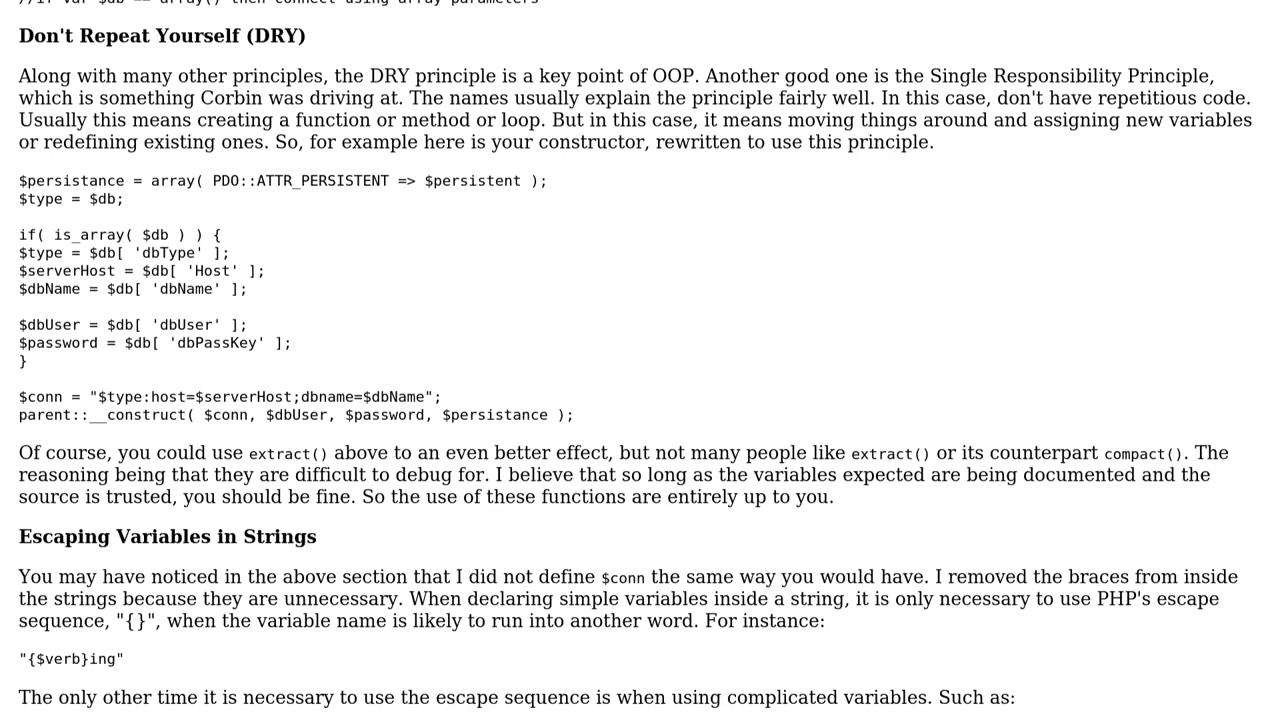 //if var $db == array() then connect using array parameters
Don't Repeat Yourself (DRY)
Along with many other principles, the DRY principle is a key point of OOP. Another good one is the Single Responsibility Principle,
which is something Corbin was driving at. The names usually explain the principle fairly well. In this case, don't have repetitious code.
Usually this means creating a function or method or loop. But in this case, it means moving things around and assigning new variables
or redefining existing ones. So, for example here is your constructor, rewritten to use this principle.
$persistance = array( PDO::ATTR_PERSISTENT => $persistent );
$type = $db;
if( is_array( $db ) ) {
$type = $db[ 'dbType' ];
$serverHost = $db[ 'Host' ];
$dbName = $db[ 'dbName' ];
$dbUser = $db[ 'dbUser' ];
$password = $db[ 'dbPassKey' ];
}
$conn = "$type:host=$serverHost;dbname=$dbName";
parent::__construct( $conn, $dbUser, $password, $persistance );
Of course, you could use extract() above to an even better effect, but not many people like extract() or its counterpart compact(). The
reasoning being that they are difficult to debug for. I believe that so long as the variables expected are being documented and the
source is trusted, you should be fine. So the use of these functions are entirely up to you.
Escaping Variables in Strings
You may have noticed in the above section that I did not define $conn the same way you would have. I removed the braces from inside
the strings because they are unnecessary. When declaring simple variables inside a string, it is only necessary to use PHP's escape
sequence, "{}", when the variable name is likely to run into another word. For instance:
"{$verb}ing"
The only other time it is necessary to use the escape sequence is when using complicated variables. Such as: